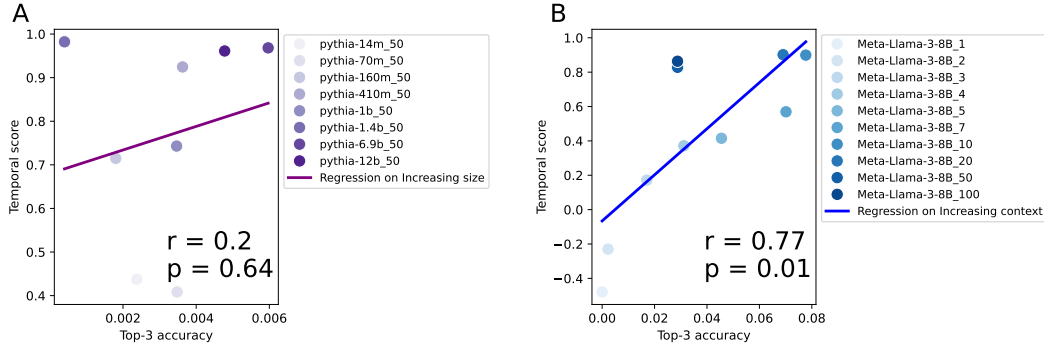 A
1.0
0.9
0.8
0.7
0.6
0.5
0.4
Temporal score
0.002
0.004
0.006
Top-3 accuracy
r = 0.2
p = 0.64
pythia-14m_50
pythia-70m_50
pythia-160m_50
pythia-410m_50
pythia-1b_50
pythia-1.4b_50
pythia-6.9b_50
pythia-12b_50
Regression on Increasing size
B
1.0
0.8
0.6
0.4
0.2
0.0
−0.2
−0.4
Temporal score
0.00
0.02
0.04
0.06
0.08
Top-3 accuracy
r = 0.77
p = 0.01
Meta-Llama-3-8B_1
Meta-Llama-3-8B_2
Meta-Llama-3-8B_3
Meta-Llama-3-8B_4
Meta-Llama-3-8B_5
Meta-Llama-3-8B_7
Meta-Llama-3-8B_10
Meta-Llama-3-8B_20
Meta-Llama-3-8B_50
Meta-Llama-3-8B_100
Regression on Increasing context